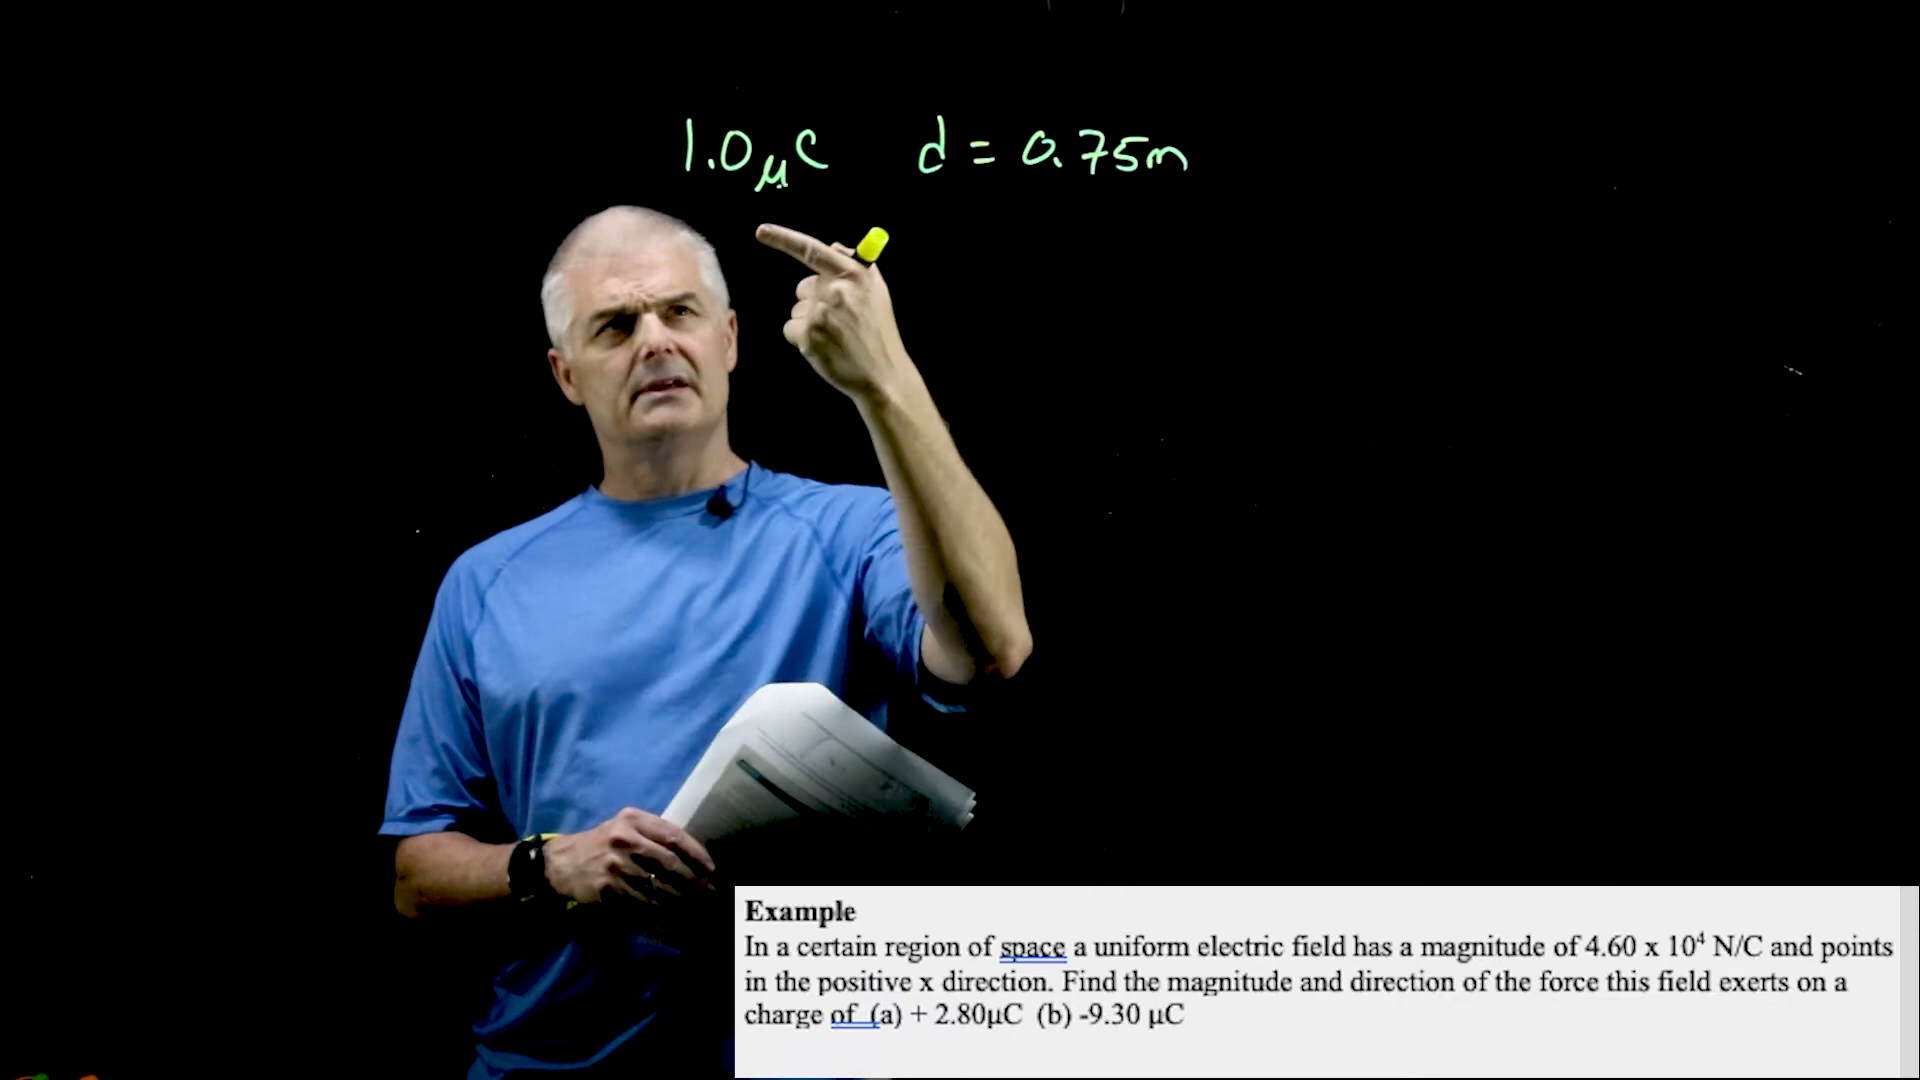 1.0μC d = 0.75m
Example
In a certain region of space a uniform electric field has a magnitude of 4.60 x 10⁴ N/C and points
in the positive x direction. Find the magnitude and direction of the force this field exerts on a
charge of (a) + 2.80μC (b) -9.30 μC